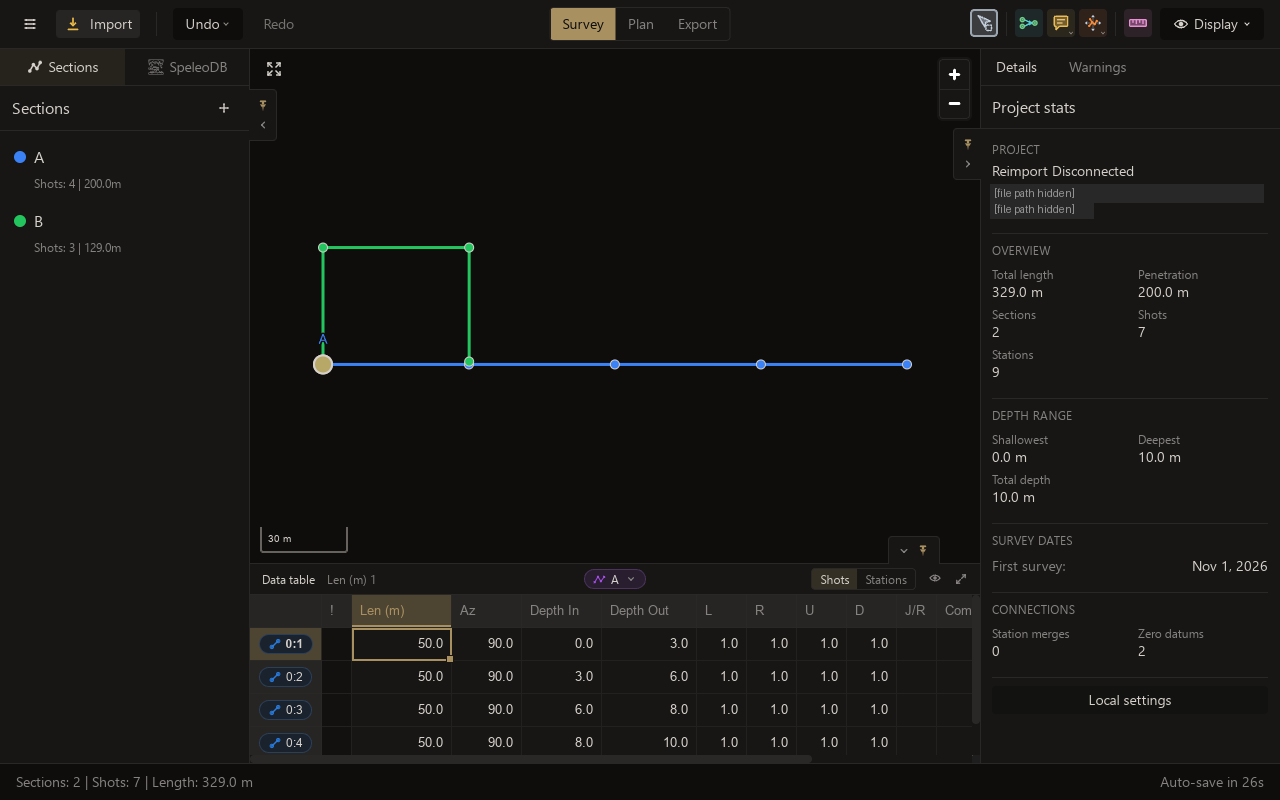 Import
Undo
Redo
Survey
Plan
Export
Display
Sections
SpeleoDB
Sections
A
Shots: 4 | 200.0m
B
Shots: 3 | 129.0m
A
30 m
Details
Warnings
Project stats
PROJECT
Reimport Disconnected
[file path hidden]
[file path hidden]
OVERVIEW
Total length Penetration
329.0 m 200.0 m
Sections Shots
2 7
Stations
9
DEPTH RANGE
Shallowest Deepest
0.0 m 10.0 m
Total depth
10.0 m
SURVEY DATES
First survey: Nov 1, 2026
CONNECTIONS
Station merges Zero datums
0 2
Local settings
Data table Len (m) 1 A Shots Stations
! Len (m) Az Depth In Depth Out L R U D J/R Com
0:1 50.0 90.0 0.0 3.0 1.0 1.0 1.0 1.0
0:2 50.0 90.0 3.0 6.0 1.0 1.0 1.0 1.0
0:3 50.0 90.0 6.0 8.0 1.0 1.0 1.0 1.0
0:4 50.0 90.0 8.0 10.0 1.0 1.0 1.0 1.0
Sections: 2 | Shots: 7 | Length: 329.0 m
Auto-save in 26s